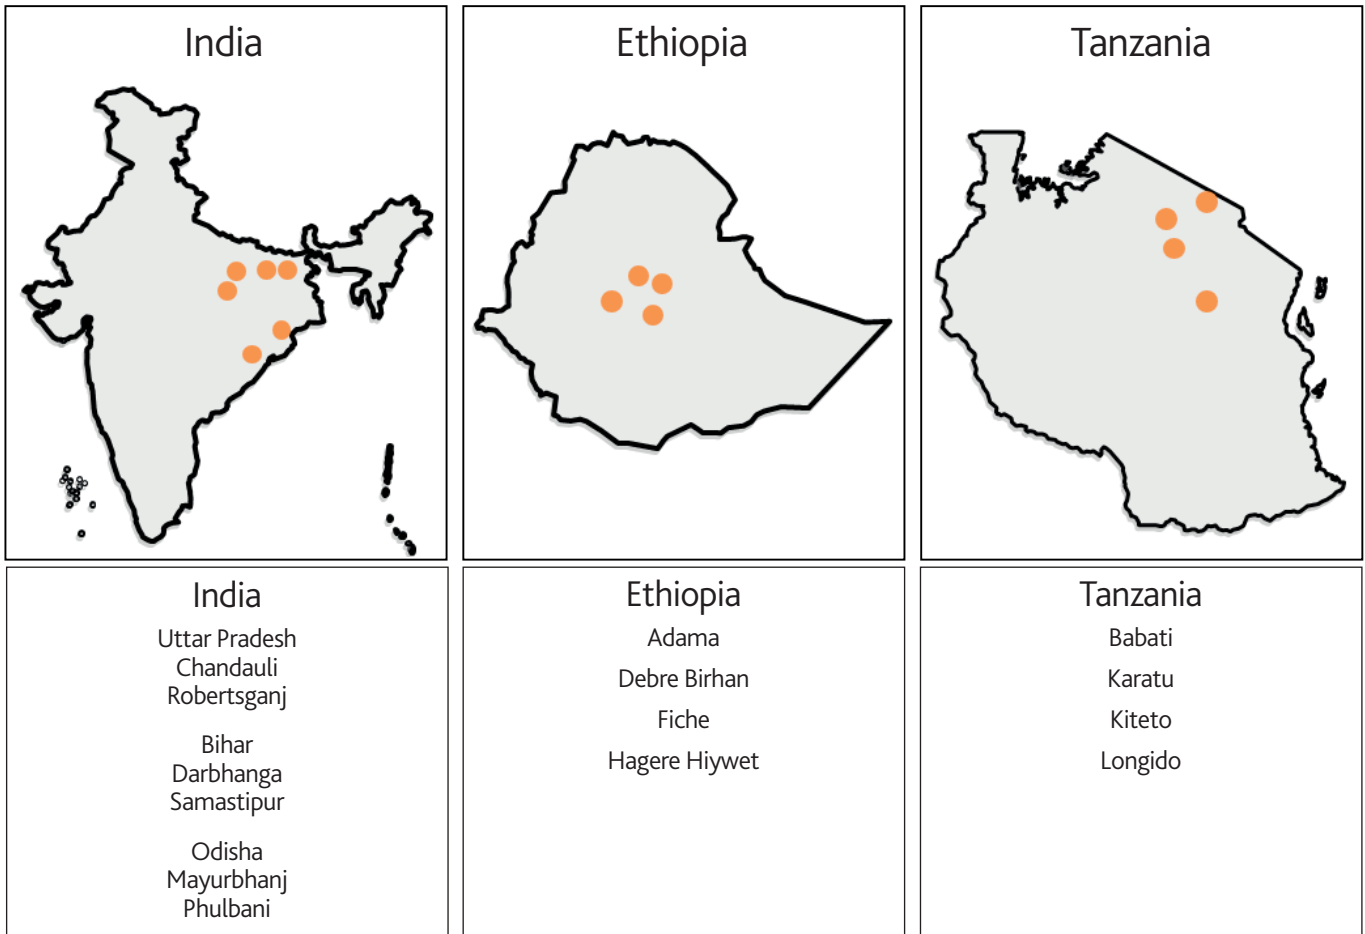 India
Ethiopia
Tanzania
India
Uttar Pradesh
Chandauli
Robertsganj
Bihar
Darbhanga
Samastipur
Odisha
Mayurbhanj
Phulbani
Ethiopia
Adama
Debre Birhan
Fiche
Hagere Hiywet
Tanzania
Babati
Karatu
Kiteto
Longido